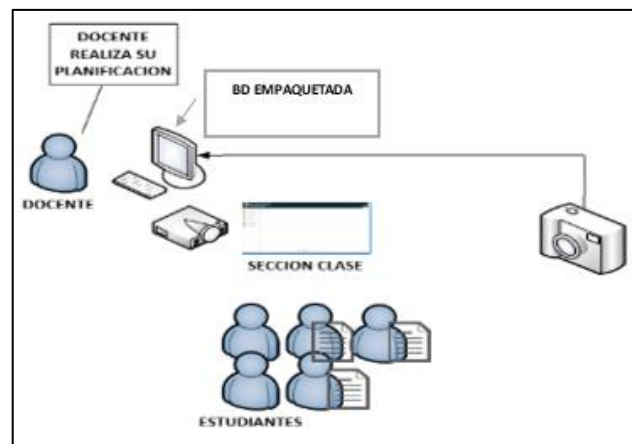 DOCENTE
REALIZA SU
PLANIFICACION
BD EMPAQUETADA
DOCENTE
SECCION CLASE
ESTUDIANTES